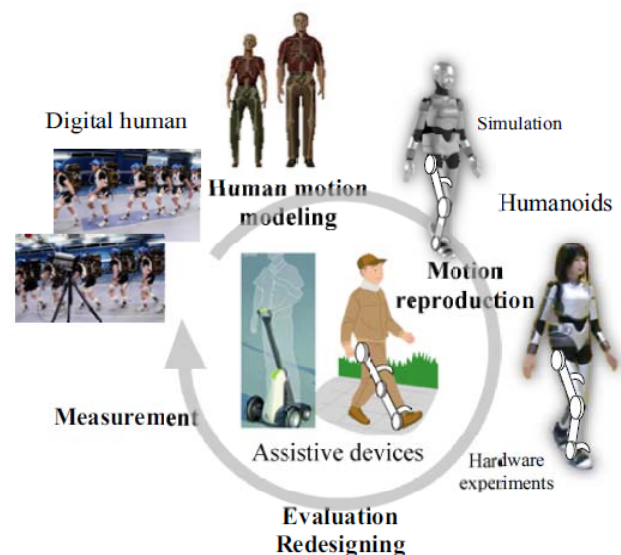 Digital human
Simulation
Human motion
modeling
Humanoids
Motion
reproduction
Measurement
Assistive devices
Hardware
experiments
Evaluation
Redesigning